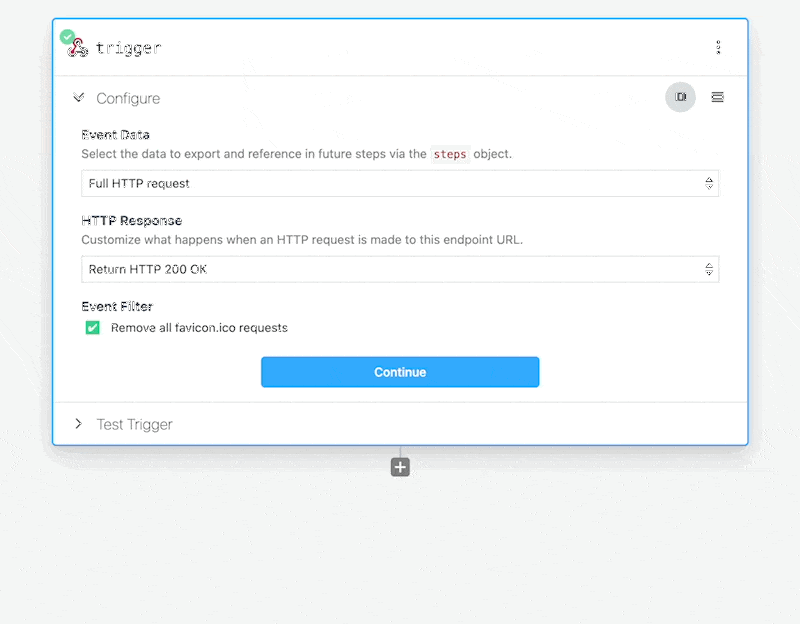 trigger
Configure
Event Data
Select the data to export and reference in future steps via the steps object.
Full HTTP request
HTTP Response
Customize what happens when an HTTP request is made to this endpoint URL.
Return HTTP 200 OK
Event Filter
Remove all favicon.ico requests
Continue
Test Trigger